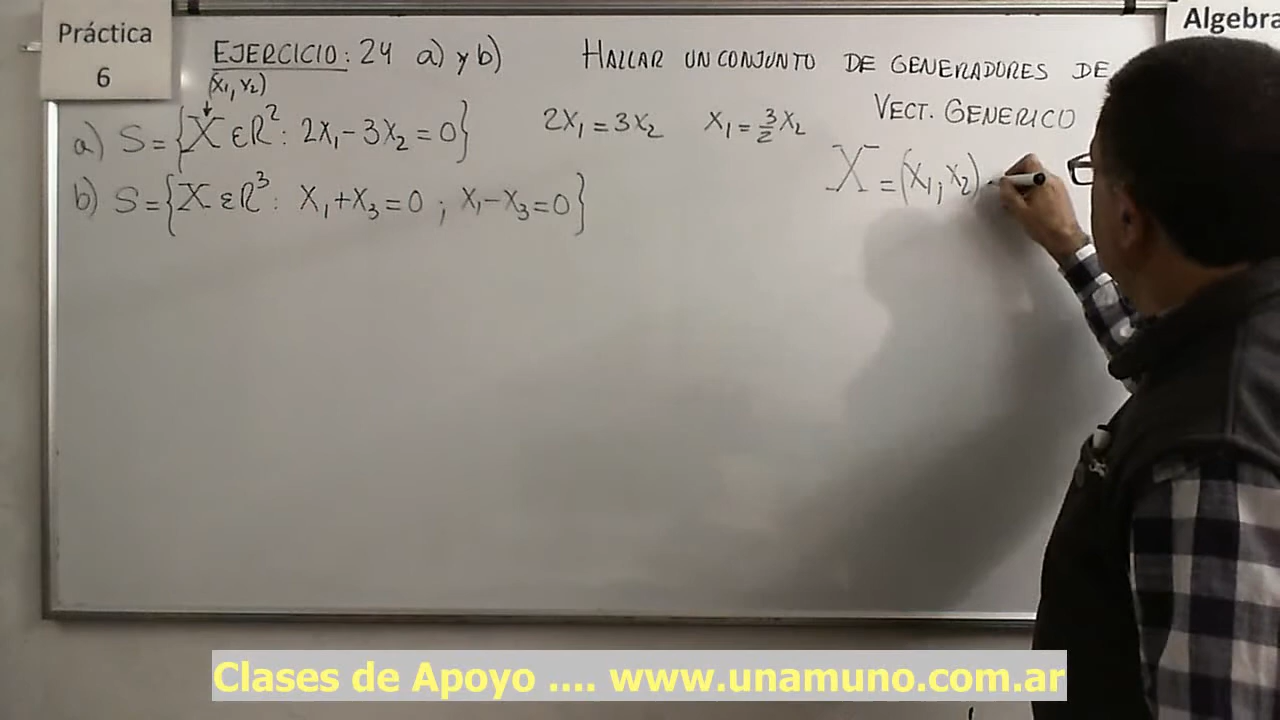 Práctica
6
Algebra
EJERCICIO: 24 a) y b)
HALLAR UN CONJUNTO DE GENERADORES DE
(x₁, x₂)
VECT. GENERICO
a) S = {X ∈ ℝ²: 2x₁ - 3x₂ = 0}
2x₁ = 3x₂ x₁ = 3/2 x₂
X = (x₁, x₂)
b) S = {X ∈ ℝ³: x₁ + x₃ = 0 ; x₁ - x₃ = 0}
Clases de Apoyo .... www.unamuno.com.ar